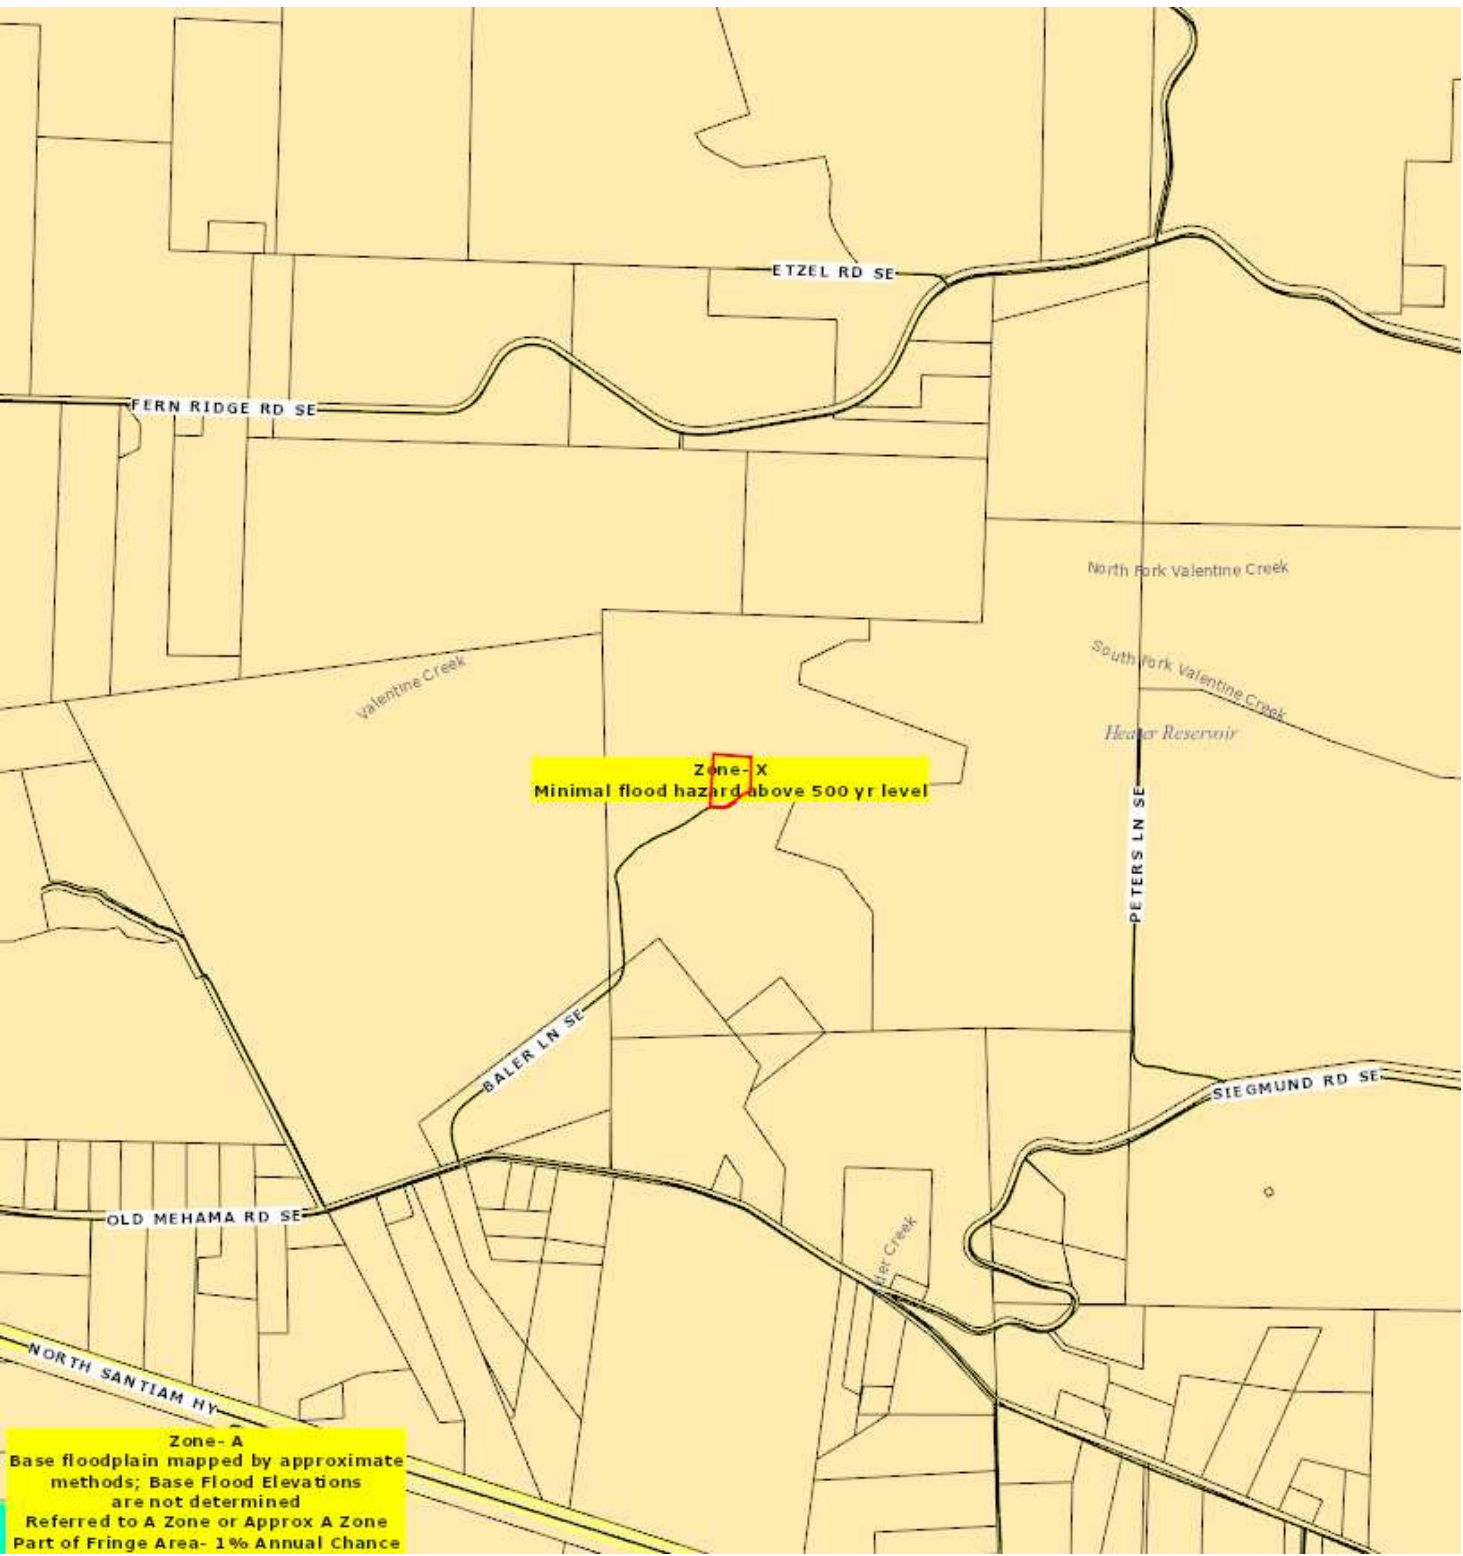 ETZEL RD SE
FERN RIDGE RD SE
North Fork Valentine Creek
South Fork Valentine Creek
Valentine Creek
Heater Reservoir
Zone- X
Minimal flood hazard above 500 yr level
PETERS LN SE
BALER LN SE
SIEGMUND RD SE
OLD MEHAMA RD SE
Creek
NORTH SANTIAM HY
Zone- A
Base floodplain mapped by approximate
methods; Base Flood Elevations
are not determined
Referred to A Zone or Approx A Zone
Part of Fringe Area- 1% Annual Chance